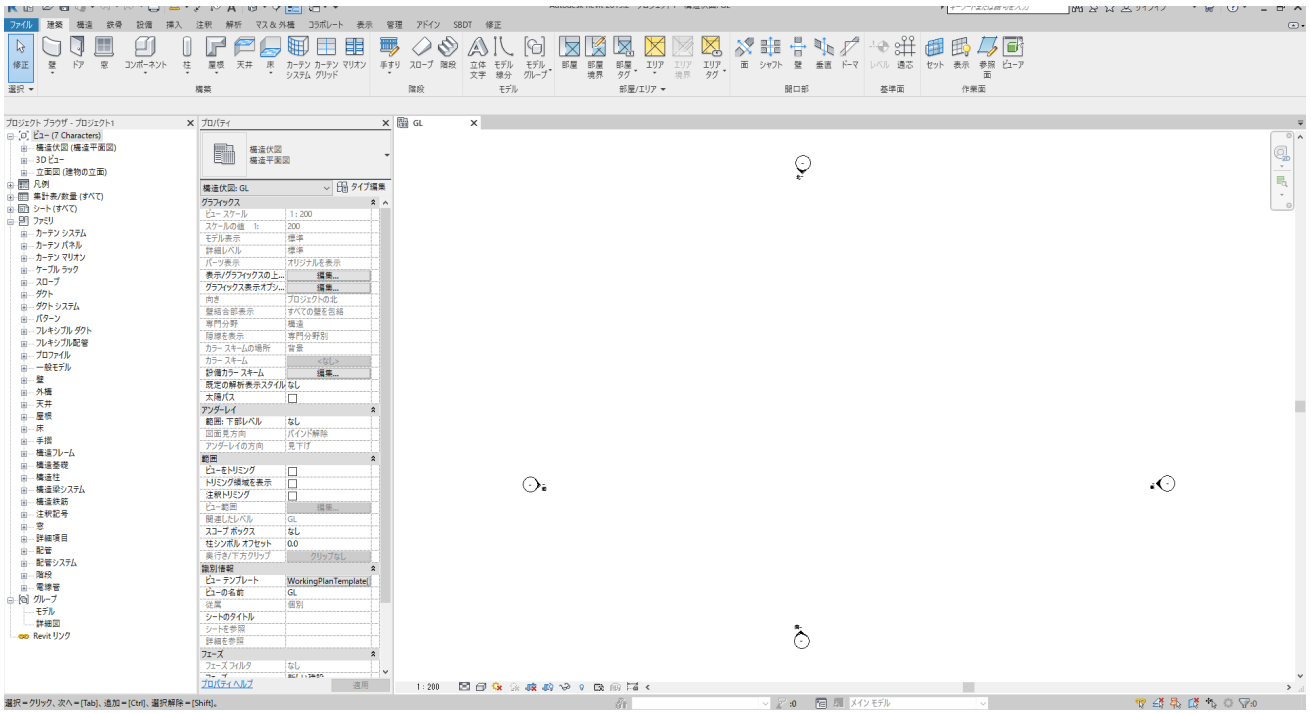 ファイル 建築 構造 鉄骨 設備 挿入 注釈 解析 マス & 外構 コラボレート 表示 管理 アドイン SBDT 修正
修正 壁 ドア 窓 コンポーネント 柱 屋根 天井 床 カーテン システム カーテン グリッド マリオン 手すり スロープ 階段 立体 文字 モデル 線分 モデル グループ 部屋 部屋 境界 部屋 タグ エリア エリア 境界 エリア タグ 面 シャフト 壁 垂直 ドーマ レベル 通芯 セット 表示 参照 面 ビューア
選択 構築 階段 モデル 部屋/エリア 開口部 基準面 作業面
プロジェクト ブラウザ - プロジェクト1
ビュー (7 Characters)
構造伏図 (構造平面図)
3D ビュー
立面図 (建物の立面)
凡例
集計表/数量 (すべて)
シート (すべて)
ファミリ
カーテン システム
カーテン パネル
カーテン マリオン
ケーブル ラック
スロープ
ダクト
ダクト システム
パターン
フレキシブル ダクト
フレキシブル配管
プロファイル
一般モデル
壁
外構
天井
屋根
床
手摺
構造フレーム
構造基礎
構造柱
構造梁システム
構造鉄筋
注釈記号
窓
詳細項目
配管
配管システム
階段
電線管
グループ
モデル
詳細図
Revit リンク
プロパティ
構造伏図
構造平面図
構造伏図: GL タイプ編集
グラフィックス
ビュー スケール 1 : 200
スケールの値 1: 200
モデル表示 標準
詳細レベル 標準
パーツ表示 オリジナルを表示
表示/グラフィックスの上... 編集...
グラフィックス表示オプシ... 編集...
向き プロジェクトの北
壁結合部表示 すべての壁を包絡
専門分野 構造
隠線を表示 専門分野別
カラー スキームの場所 背景
カラー スキーム <なし>
設備カラー スキーム 編集...
既定の解析表示スタイル なし
太陽パス
アンダーレイ
範囲: 下部レベル なし
図面見方向 バインド解除
アンダーレイの方向 見下げ
範囲
ビューをトリミング
トリミング領域を表示
注釈トリミング
ビュー範囲 編集...
関連したレベル GL
スコープ ボックス なし
柱シンボル オフセット 0.0
奥行き/下方クリップ クリップなし
識別情報
ビュー テンプレート WorkingPlanTemplate(
ビューの名前 GL
従属 個別
シートのタイトル
シートを参照
詳細を参照
フェーズ
フェーズ フィルタ なし
プロパティ ヘルプ 適用
GL
2D
1 : 200
選択 = クリック、次へ = [Tab]、追加 = [Ctrl]、選択解除 = [Shift]。
:0 メイン モデル :0